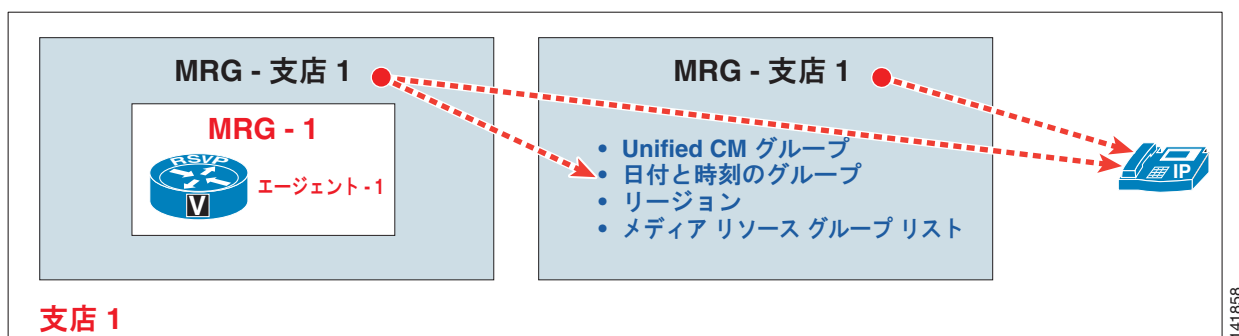 MRG - 支店 1
MRG - 1
RSVP
V
エージェント - 1
MRG - 支店 1
• Unified CM グループ
• 日付と時刻のグループ
• リージョン
• メディア リソース グループ リスト
IP
支店 1
141858